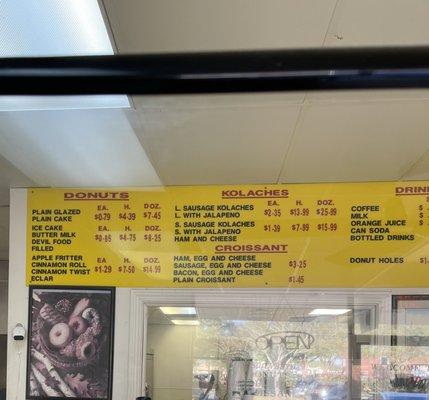 DONUTS
EA. H. DOZ.
PLAIN GLAZED
PLAIN CAKE
$0.79 $4.39 $7.45
ICE CAKE
BUTTER MILK
DEVIL FOOD
FILLED
EA. H. DOZ.
$0.85 $4.75 $8.25
APPLE FRITTER
CINNAMON ROLL
CINNAMON TWIST
ECLAR
EA. H. DOZ.
$1.29 $7.50 $14.99
KOLACHES
EA. H. DOZ.
L. SAUSAGE KOLACHES
L. WITH JALAPENO
$2.35 $13.99 $25.99
S. SAUSAGE KOLACHES
S. WITH JALAPENO
HAM AND CHEESE
$1.39 $7.99 $15.99
CROISSANT
HAM, EGG AND CHEESE
SAUSAGE, EGG AND CHEESE
BACON, EGG AND CHEESE
$3.25
PLAIN CROISSANT
$1.45
DRIN
COFFEE $
MILK $
ORANGE JUICE $
CAN SODA $
BOTTLED DRINKS $
DONUT HOLES $
OPEN